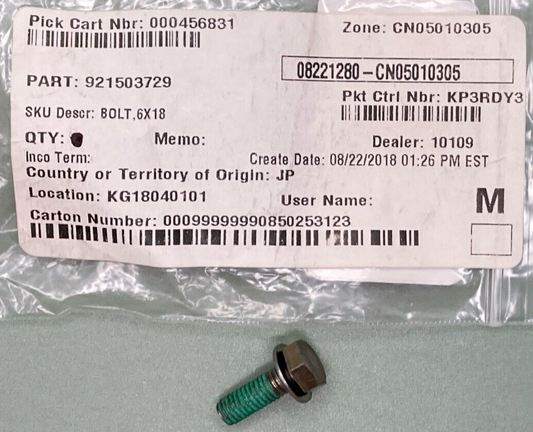 Pick Cart Nbr: 000456831
Zone: CN05010305
08221280-CN05010305
PART: 921503729
Pkt Ctrl Nbr: KP3RDY3
SKU Descr: BOLT,6X18
QTY: Memo: Dealer: 10109
Inco Term: Create Date: 08/22/2018 01:26 PM EST
Country or Territory of Origin: JP
Location: KG18040101 User Name: M
Carton Number: 00099999990850253123